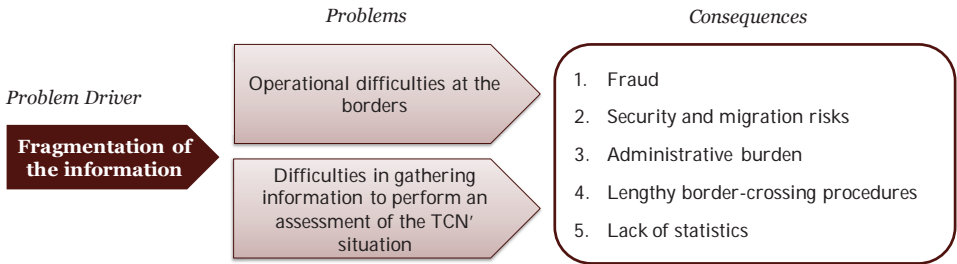 Problems
Consequences
Problem Driver
Fragmentation of
the information
Operational difficulties at the
borders
Difficulties in gathering
information to perform an
assessment of the TCN'
situation
1. Fraud
2. Security and migration risks
3. Administrative burden
4. Lengthy border-crossing procedures
5. Lack of statistics